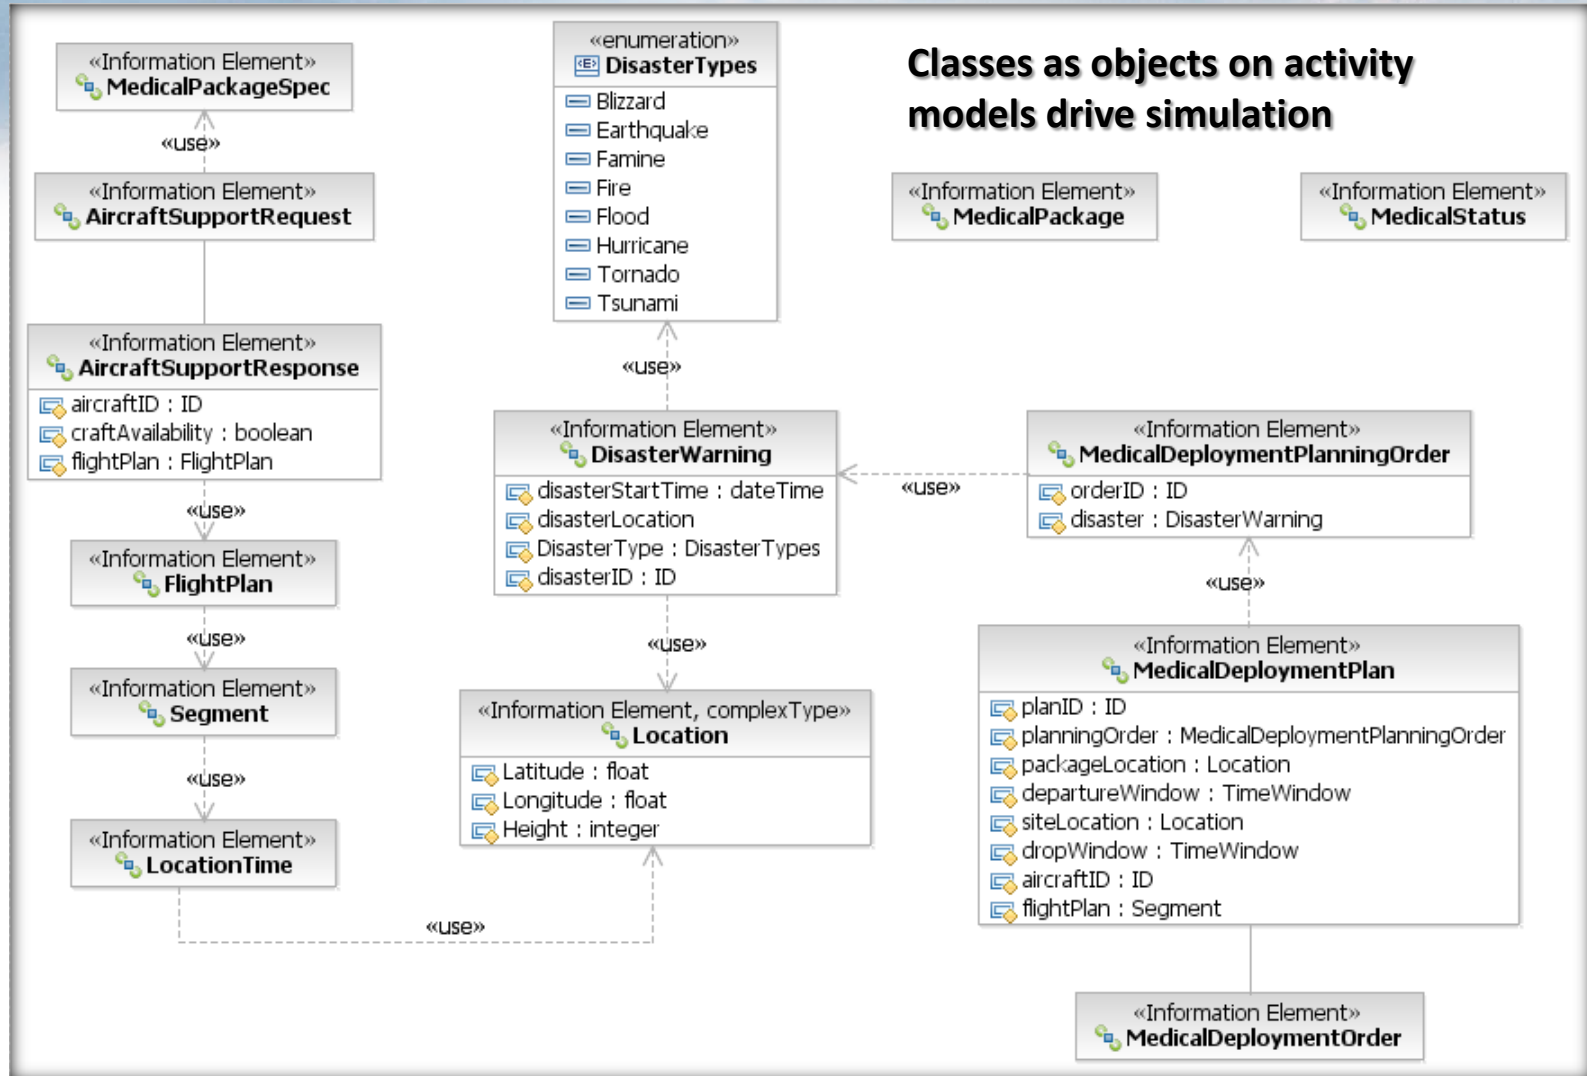 Classes as objects on activity
models drive simulation
«Information Element»
MedicalPackageSpec
«use»
«Information Element»
AircraftSupportRequest
«Information Element»
AircraftSupportResponse
aircraftID : ID
craftAvailability : boolean
flightPlan : FlightPlan
«use»
«Information Element»
FlightPlan
«use»
«Information Element»
Segment
«use»
«Information Element»
LocationTime
«use»
«enumeration»
DisasterTypes
Blizzard
Earthquake
Famine
Fire
Flood
Hurricane
Tornado
Tsunami
«use»
«Information Element»
DisasterWarning
disasterStartTime : dateTime
disasterLocation
DisasterType : DisasterTypes
disasterID : ID
«use»
«Information Element, complexType»
Location
Latitude : float
Longitude : float
Height : integer
«Information Element»
MedicalPackage
«Information Element»
MedicalStatus
«use»
«Information Element»
MedicalDeploymentPlanningOrder
orderID : ID
disaster : DisasterWarning
«use»
«Information Element»
MedicalDeploymentPlan
planID : ID
planningOrder : MedicalDeploymentPlanningOrder
packageLocation : Location
departureWindow : TimeWindow
siteLocation : Location
dropWindow : TimeWindow
aircraftID : ID
flightPlan : Segment
«Information Element»
MedicalDeploymentOrder